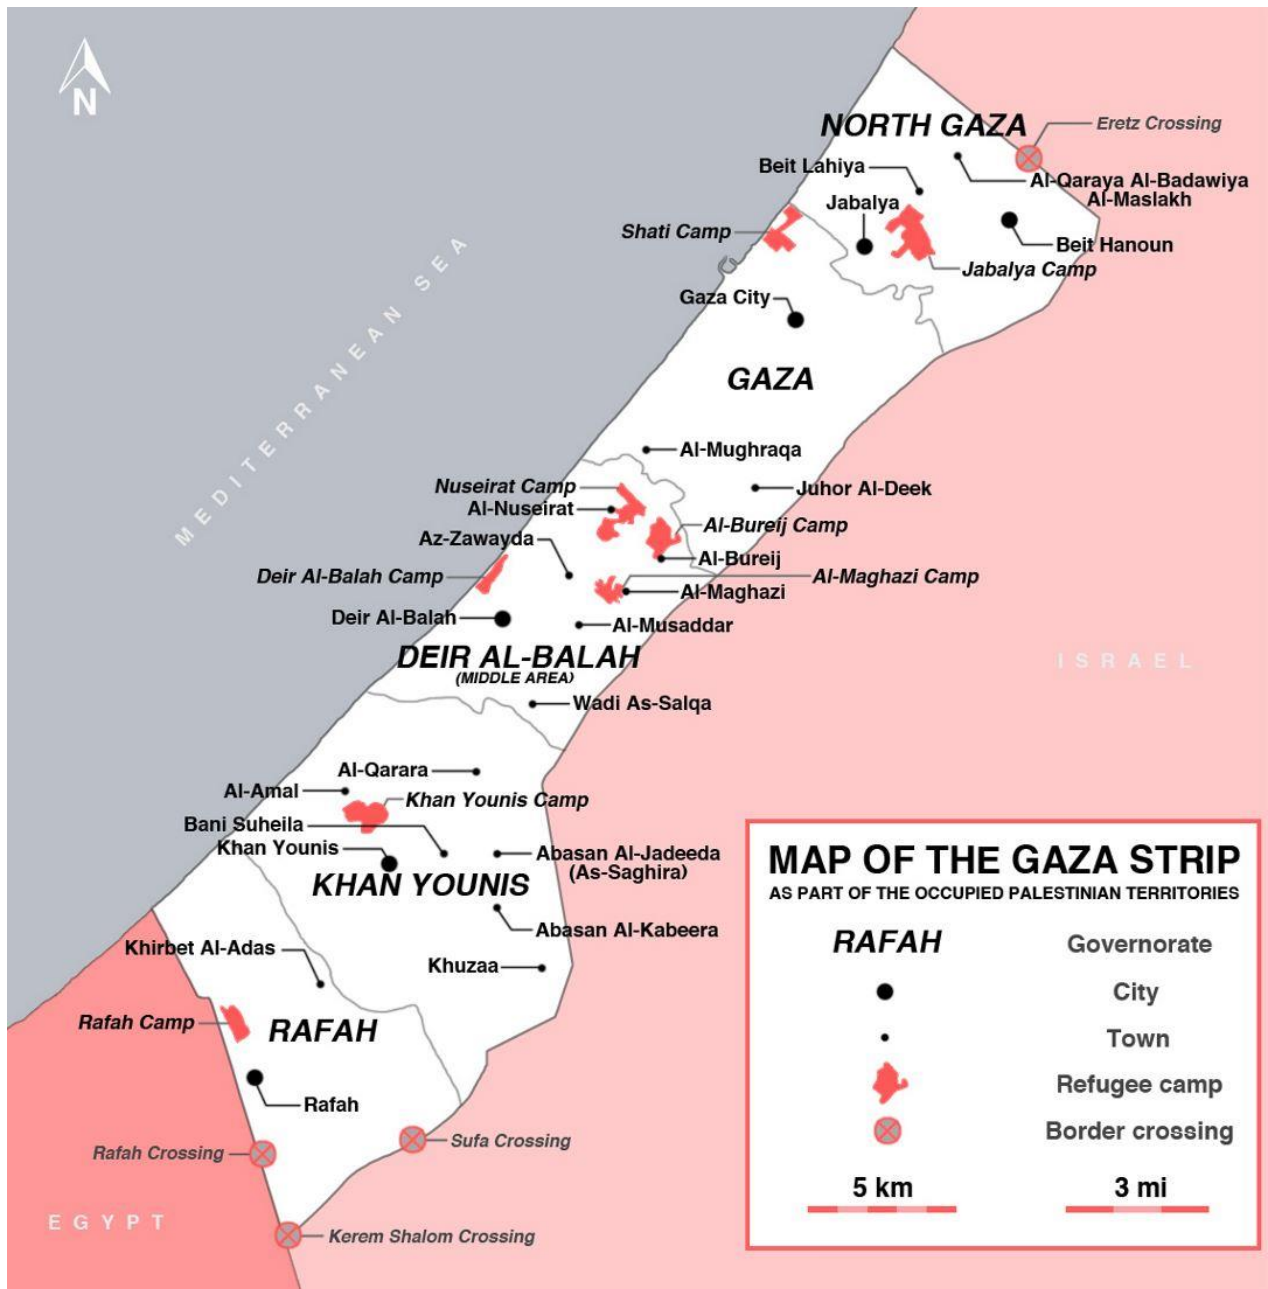 N
NORTH GAZA
Eretz Crossing
Beit Lahiya
Al-Qaraya Al-Badawiya
Al-Maslakh
Jabalya
Shati Camp
Beit Hanoun
Jabalya Camp
MEDITERRANEAN SEA
Gaza City
GAZA
Al-Mughraqa
Nuseirat Camp
Juhor Al-Deek
Al-Nuseirat
Al-Bureij Camp
Az-Zawayda
Al-Bureij
Deir Al-Balah Camp
Al-Maghazi Camp
Al-Maghazi
Deir Al-Balah
Al-Musaddar
DEIR AL-BALAH
(MIDDLE AREA)
ISRAEL
Wadi As-Salqa
Al-Qarara
Al-Amal
Khan Younis Camp
Bani Suheila
Khan Younis
Abasan Al-Jadeeda
(As-Saghira)
KHAN YOUNIS
Abasan Al-Kabeera
Khirbet Al-Adas
Khuzaa
Rafah Camp
RAFAH
Rafah
Sufa Crossing
Rafah Crossing
EGYPT
Kerem Shalom Crossing
MAP OF THE GAZA STRIP
AS PART OF THE OCCUPIED PALESTINIAN TERRITORIES
RAFAH Governorate
City
Town
Refugee camp
Border crossing
5 km 3 mi